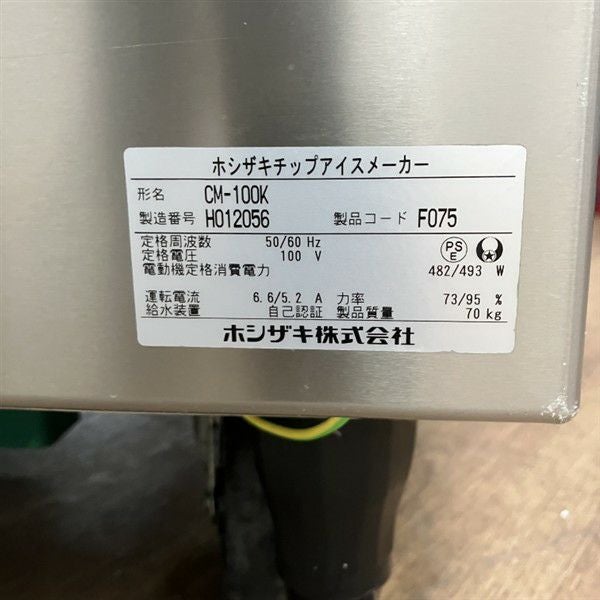 ホシザキチップアイスメーカー
形名 CM-100K
製造番号 H012056 製品コード F075
定格周波数 50/60 Hz
定格電圧 100 V
PS E
電動機定格消費電力 482/493 W
運転電流 6.6/5.2 A 力率 73/95 %
給水装置 自己認証 製品質量 70 kg
ホシザキ株式会社